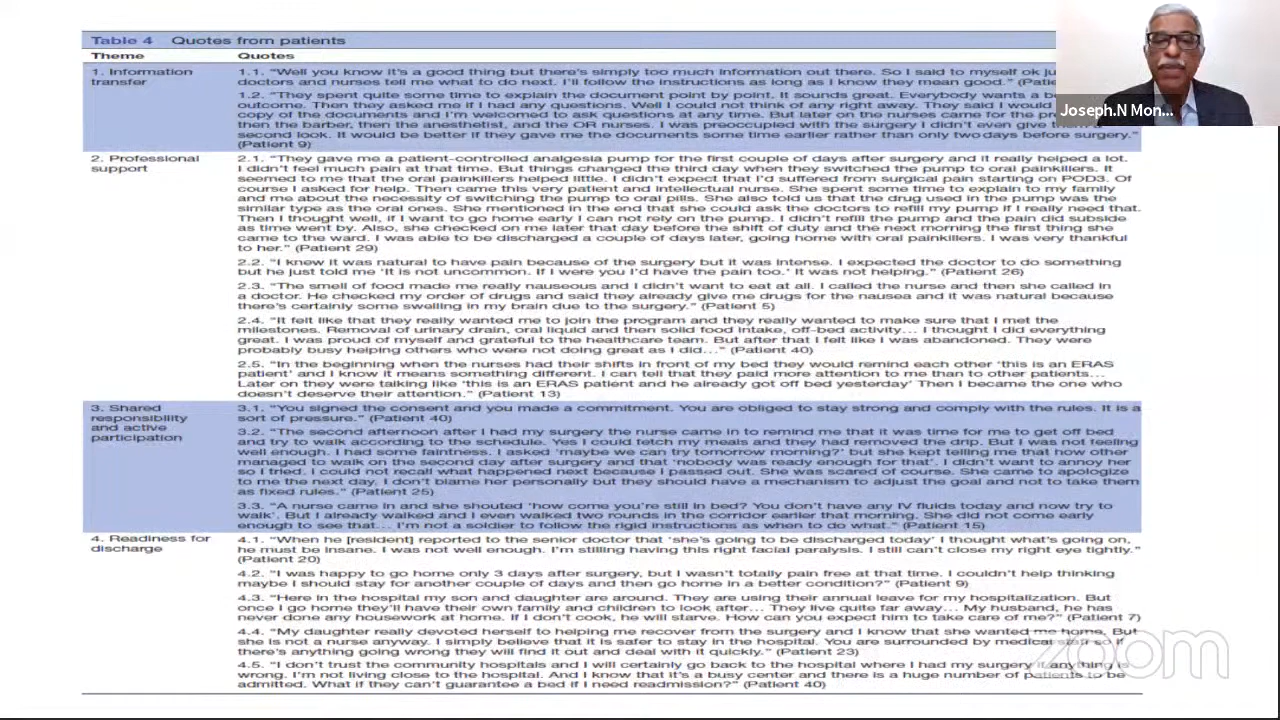 Table 4 Quotes from patients
Theme Quotes
1. Information transfer
1.1. "Well you know it's a good thing but there's simply too much information out there. So I said to myself ok ju
doctors and nurses tell me what to do next. I'll follow the instructions as long as I know they mean good." (Pati
1.2. "They spent quite some time to explain the document point by point. It sounds great. Everybody wants a be
outcome. Then they asked me if I had any questions. Well I could not think of any right away. They said I would
copy of the documents and I'm welcomed to ask questions at any time. But later on the nurses came for the pre
then the barber, then the anesthetist, and the OR nurses. I was preoccupied with the surgery I didn't even give
second look. It would be better if they gave me the documents some time earlier rather than only two days before surgery."
(Patient 9)
2. Professional support
2.1. "They gave me a patient-controlled analgesia pump for the first couple of days after surgery and it really helped a lot.
I didn't feel much pain at that time. But things changed the third day when they switched the pump to oral painkillers. It
seemed to me that the oral painkillers helped little. I didn't expect that I'd suffered from surgical pain starting on POD3. Of
course I asked for help. Then came this very patient and intellectual nurse. She spent some time to explain to my family
and me about the necessity of switching the pump to oral pills. She also told us that the drug used in the pump was the
similar type as the oral ones. She mentioned in the end that she could ask the doctors to refill my pump if I really need that.
Then I thought well, if I want to go home early I can not rely on the pump. I didn't refill the pump and the pain did subside
as time went by. Also, she checked on me later that day before the shift of duty and the next morning the first thing she
came to the ward. I was able to be discharged a couple of days later, going home with oral painkillers. I was very thankful
to her." (Patient 29)
2.2. "I knew it was natural to have pain because of the surgery but it was intense. I expected the doctor to do something
but he just told me 'It is not uncommon. If I were you I'd have the pain too.' It was not helping." (Patient 26)
2.3. "The smell of food made me really nauseous and I didn't want to eat at all. I called the nurse and then she called in
a doctor. He checked my order of drugs and said they already give me drugs for the nausea and it was natural because
there's certainly some swelling in my brain due to the surgery." (Patient 5)
2.4. "It felt like that they really wanted me to join the program and they really wanted to make sure that I met the
milestones. Removal of urinary drain, oral liquid and then solid food intake, off-bed activity… I thought I did everything
great. I was proud of myself and grateful to the healthcare team. But after that I felt like I was abandoned. They were
probably busy helping others who were not doing great as I did…" (Patient 40)
2.5. "In the beginning when the nurses had their shifts in front of my bed they would remind each other 'this is an ERAS
patient' and I know it means something different. I can tell that they paid more attention to me than to other patients…
Later on they were talking like 'this is an ERAS patient and he already got off bed yesterday' Then I became the one who
doesn't deserve their attention." (Patient 13)
3. Shared responsibility and active participation
3.1. "You signed the consent and you made a commitment. You are obliged to stay strong and comply with the rules. It is a
sort of pressure." (Patient 40)
3.2. "The second afternoon after I had my surgery the nurse came in to remind me that it was time for me to get off bed
and try to walk according to the schedule. Yes I could fetch my meals and they had removed the drip. But I was not feeling
well enough. I had some faintness. I asked 'maybe we can try tomorrow morning?' but she kept telling me that how other
managed to walk on the second day after surgery and that 'nobody was ready enough for that'. I didn't want to annoy her
so I tried. I could not recall what happened next because I passed out. She was scared of course. She came to apologize
to me the next day. I don't blame her personally but they should have a mechanism to adjust the goal and not to take them
as fixed rules." (Patient 25)
3.3. "A nurse came in and she shouted 'how come you're still in bed? You don't have any IV fluids today and now try to
walk'. But I already walked and I even walked two rounds in the corridor earlier that morning. She did not come early
enough to see that… I'm not a soldier to follow the rigid instructions as when to do what." (Patient 15)
4. Readiness for discharge
4.1. "When he [resident] reported to the senior doctor that 'she's going to be discharged today' I thought what's going on,
he must be insane. I was not well enough. I'm stilling having this right facial paralysis. I still can't close my right eye tightly."
(Patient 20)
4.2. "I was happy to go home only 3 days after surgery, but I wasn't totally pain free at that time. I couldn't help thinking
maybe I should stay for another couple of days and then go home in a better condition?" (Patient 9)
4.3. "Here in the hospital my son and daughter are around. They are using their annual leave for my hospitalization. But
once I go home they'll have their own family and children to look after… They live quite far away… My husband, he has
never done any housework at home. If I don't cook, he will starve. How can you expect him to take care of me?" (Patient 7)
4.4. "My daughter really devoted herself to helping me recover from the surgery and I know that she wanted me home. But
she is not a nurse anyway. I simply believe that it is safer to stay in the hospital. You are surrounded by medical staff so if
there's anything going wrong they will find it out and deal with it quickly." (Patient 23)
4.5. "I don't trust the community hospitals and I will certainly go back to the hospital where I had my surgery if anything is
wrong. I'm not living close to the hospital. And I know that it's a busy center and there is a huge number of patients to be
admitted. What if they can't guarantee a bed if I need readmission?" (Patient 40)
Joseph.N Mon...
zoom